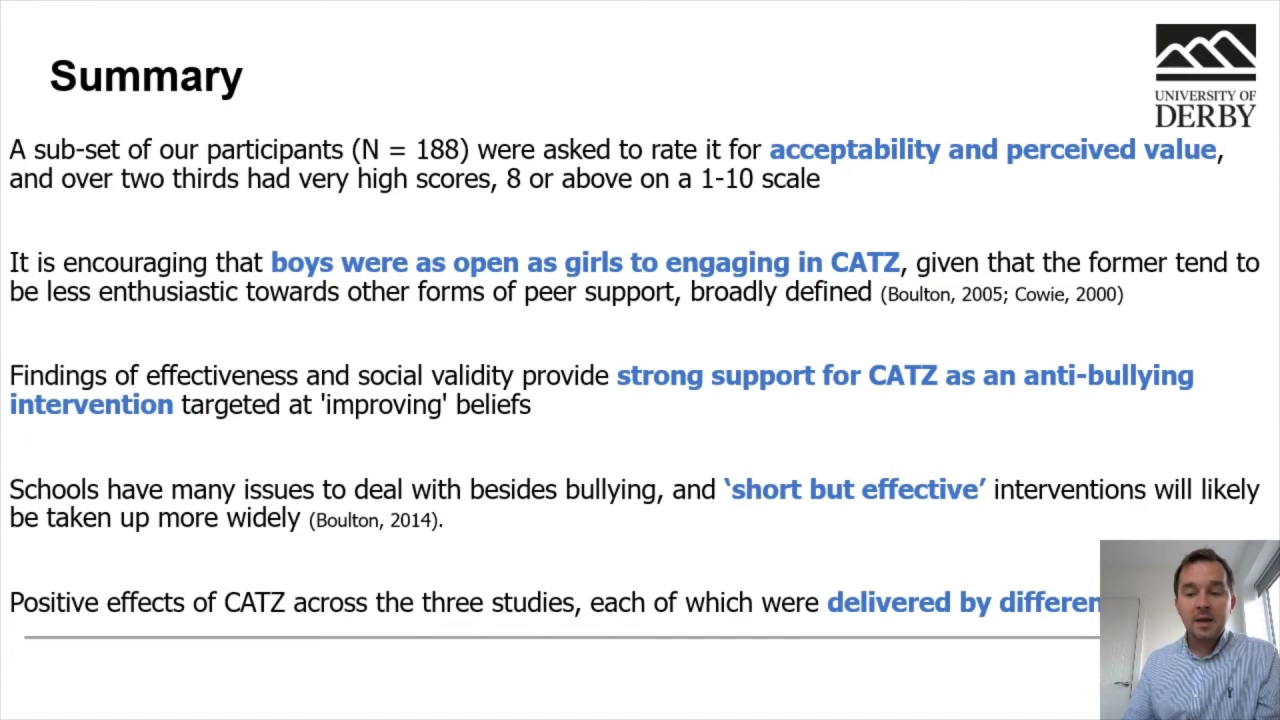 Summary
UNIVERSITY OF
DERBY
A sub-set of our participants (N = 188) were asked to rate it for acceptability and perceived value,
and over two thirds had very high scores, 8 or above on a 1-10 scale
It is encouraging that boys were as open as girls to engaging in CATZ, given that the former tend to
be less enthusiastic towards other forms of peer support, broadly defined (Boulton, 2005; Cowie, 2000)
Findings of effectiveness and social validity provide strong support for CATZ as an anti-bullying
intervention targeted at 'improving' beliefs
Schools have many issues to deal with besides bullying, and ‘short but effective’ interventions will likely
be taken up more widely (Boulton, 2014).
Positive effects of CATZ across the three studies, each of which were delivered by differen